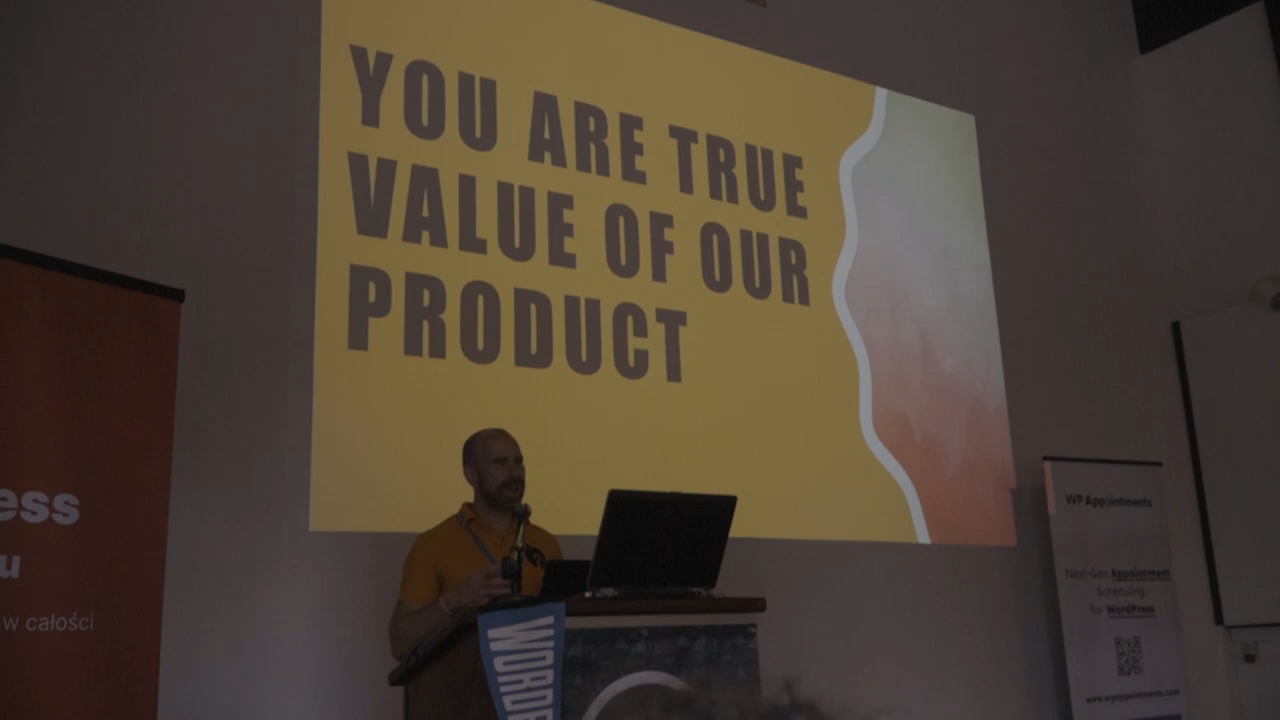 YOU ARE TRUE
VALUE OF OUR
PRODUCT
ess
u
w całości
WORDP
WP Appointments
Next-Gen Appointment
Scheduling
for WordPress
www.wpappointments.com